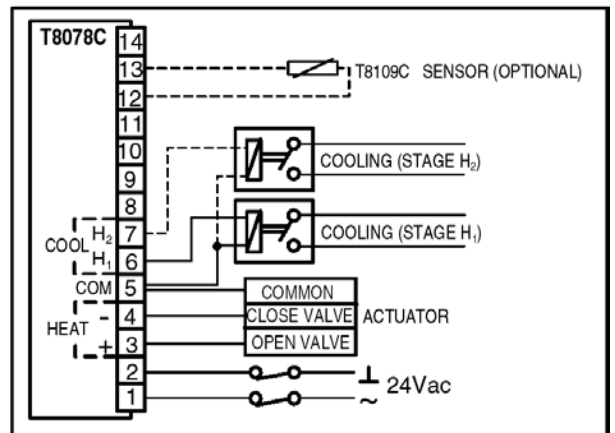 T8078C
14
13
T8109C SENSOR (OPTIONAL)
12
11
10
COOLING (STAGE H₂)
9
8
H₂ 7
COOL
COOLING (STAGE H₁)
H₁ 6
COM 5
COMMON
HEAT
- 4
CLOSE VALVE ACTUATOR
+ 3
OPEN VALVE
2
24Vac
1
~